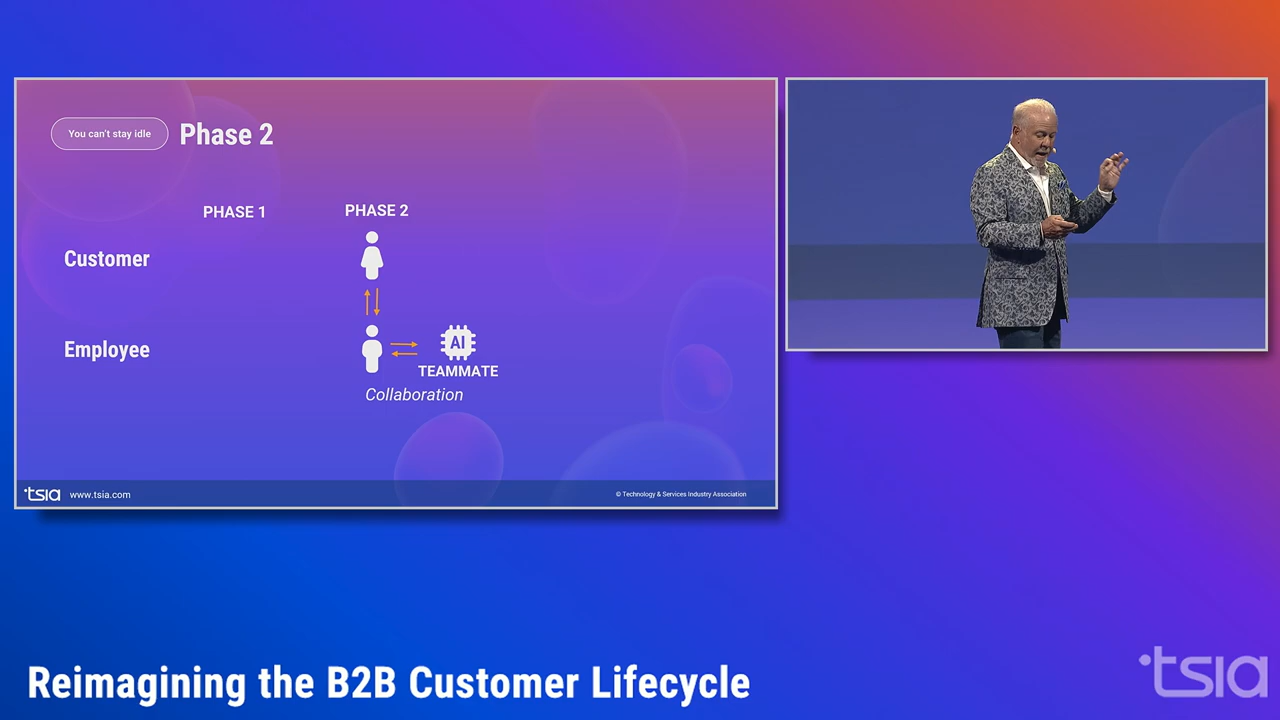 You can't stay idle
Phase 2
PHASE 1
PHASE 2
Customer
Employee
AI
TEAMMATE
Collaboration
tsia
www.tsia.com
© Technology & Services Industry Association
Reimagining the B2B Customer Lifecycle
tsia